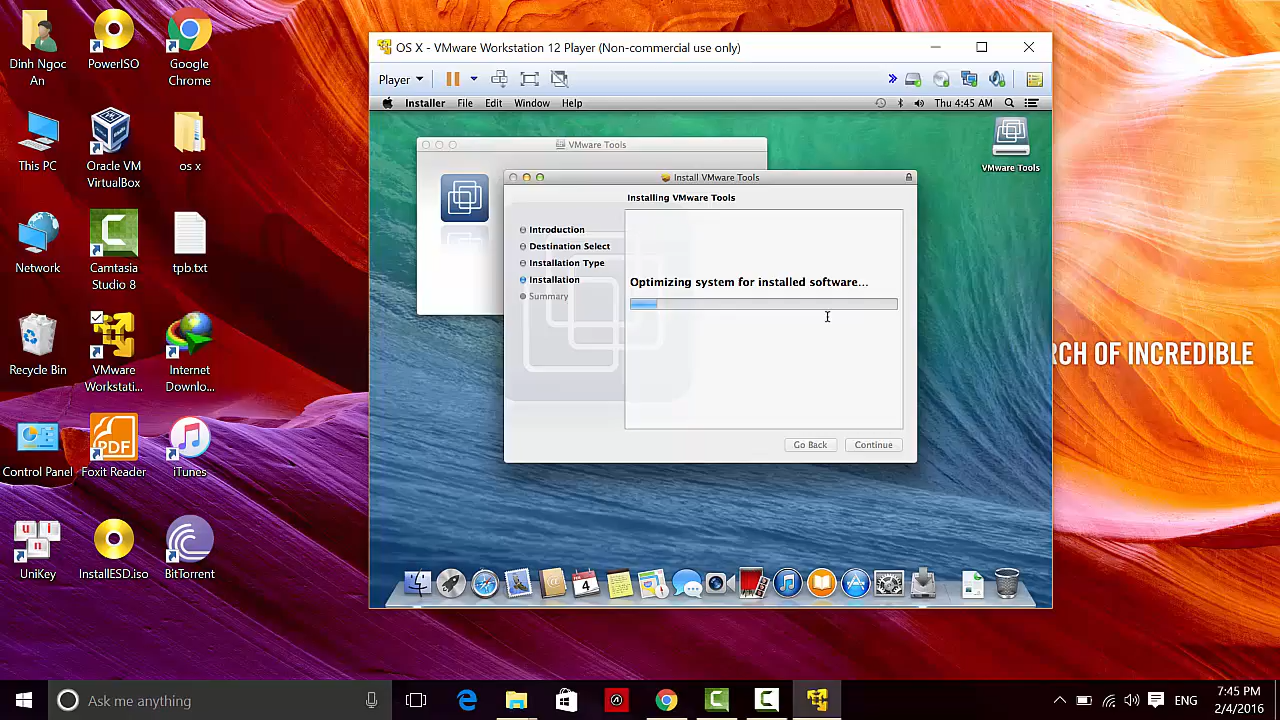 Dinh Ngoc
An
PowerISO
Google
Chrome
This PC
Oracle VM
VirtualBox
os x
Network
Camtasia
Studio 8
tpb.txt
Recycle Bin
VMware
Workstati...
Internet
Downlo...
Control Panel
PDF
Foxit Reader
iTunes
u i
n
UniKey
InstallESD.iso
BitTorrent
OS X - VMware Workstation 12 Player (Non-commercial use only)
Player
Installer File Edit Window Help
Thu 4:45 AM
VMware Tools
VMware Tools
Install VMware Tools
Installing VMware Tools
Introduction
Destination Select
Installation Type
Installation
Summary
Optimizing system for installed software...
Go Back
Continue
4
RCH OF INCREDIBLE
Ask me anything
ENG
7:45 PM
2/4/2016